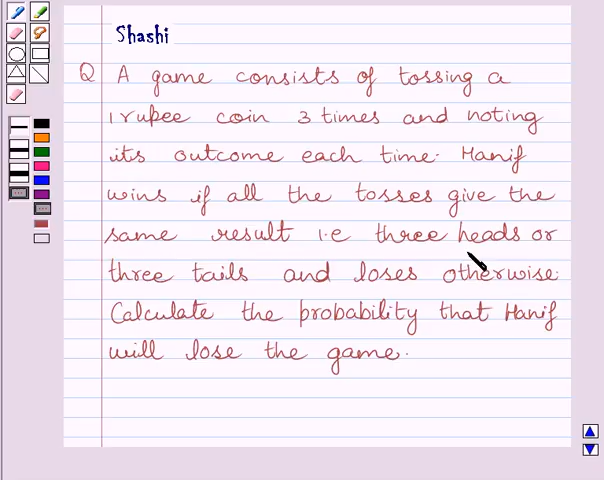 Shashi
Q A game consists of tossing a
1 rupee coin 3 times and noting
its outcome each time. Hanif
wins if all the tosses give the
same result i.e three heads or
three tails and loses otherwise.
Calculate the probability that Hanif
will lose the game.